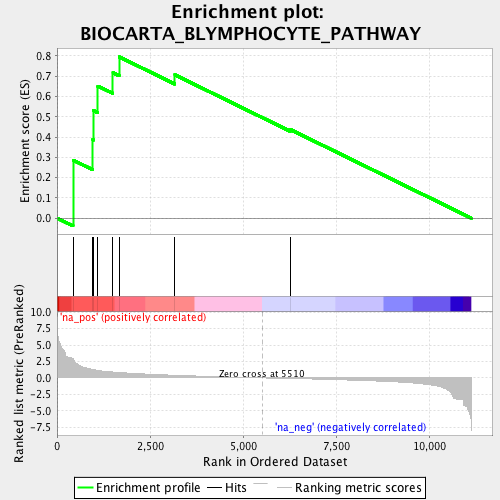 Enrichment plot:
BIOCARTA_BLYMPHOCYTE_PATHWAY
Enrichment score (ES)
0.8
0.7
0.6
0.5
0.4
0.3
0.2
0.1
0.0
Ranked list metric (PreRanked)
10.0
7.5
5.0
2.5
0.0
-2.5
-5.0
-7.5
'na_pos' (positively correlated)
Zero cross at 5510
'na_neg' (negatively correlated)
0 2,500 5,000 7,500 10,000
Rank in Ordered Dataset
Enrichment profile Hits Ranking metric scores